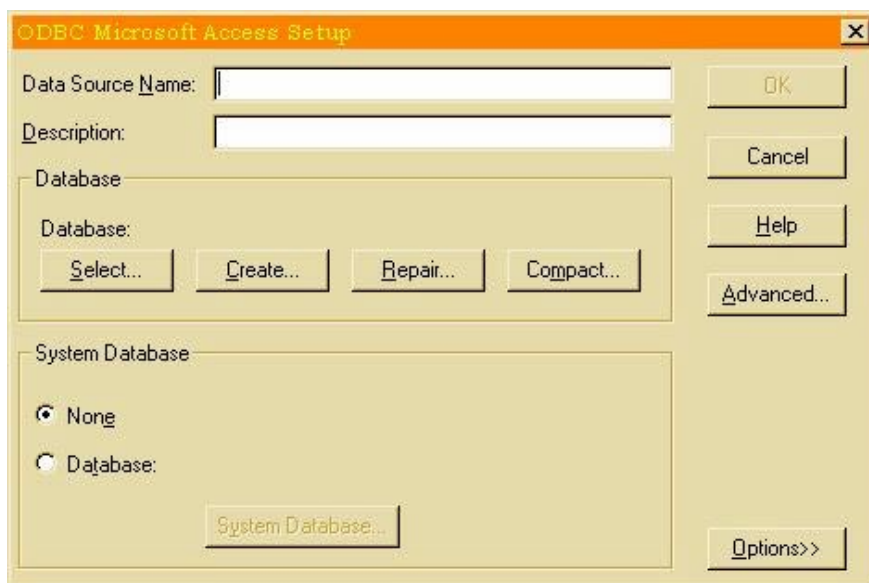 ODBC Microsoft Access Setup
Data Source Name:
OK
Description:
Cancel
Database
Database:
Help
Select...
Create...
Repair...
Compact...
Advanced...
System Database
None
Database:
System Database...
Options>>